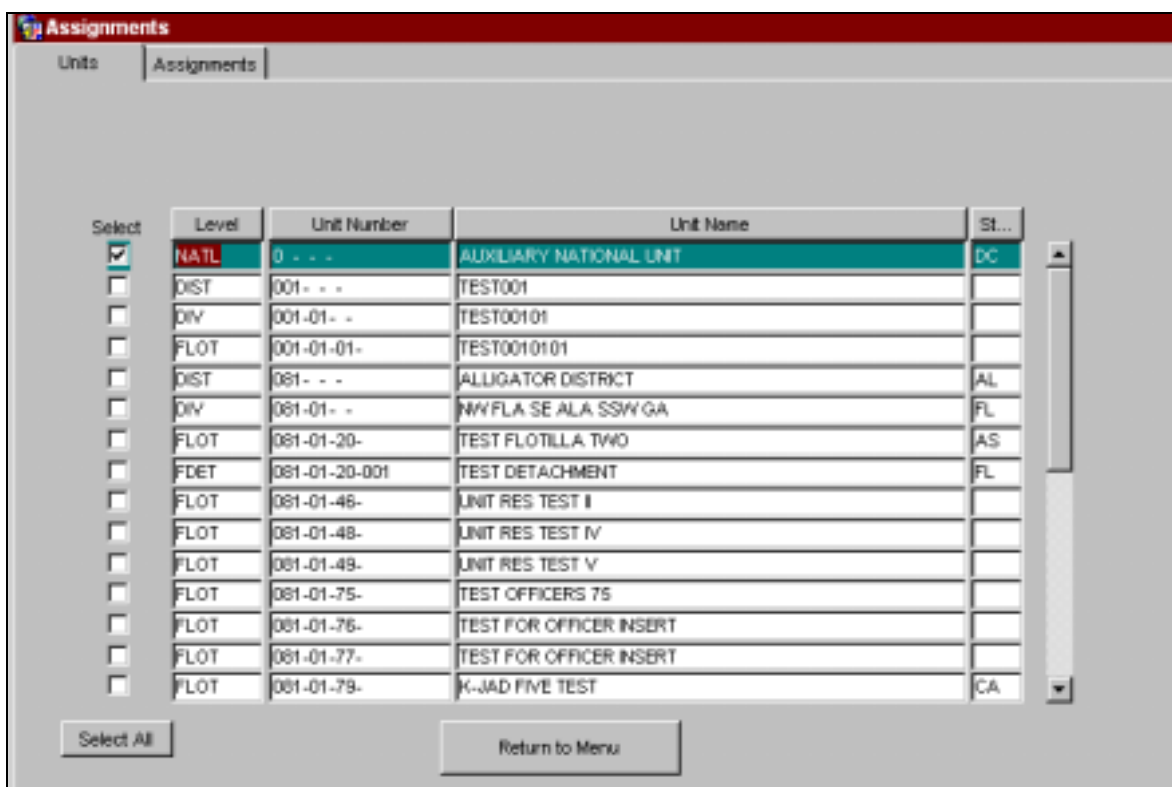 Assignments
Units Assignments
Select Level Unit Number Unit Name St...
NATL 0 - - - AUXILIARY NATIONAL UNIT DC
DIST 001- - - TEST001
DIV 001-01- - TEST00101
FLOT 001-01-01- TEST0010101
DIST 081- - - ALLIGATOR DISTRICT AL
DIV 081-01- - NW FLA SE ALA SSW GA FL
FLOT 081-01-20- TEST FLOTILLA TWO AS
FDET 081-01-20-001 TEST DETACHMENT FL
FLOT 081-01-46- UNIT RES TEST II
FLOT 081-01-48- UNIT RES TEST IV
FLOT 081-01-49- UNIT RES TEST V
FLOT 081-01-75- TEST OFFICERS 75
FLOT 081-01-76- TEST FOR OFFICER INSERT
FLOT 081-01-77- TEST FOR OFFICER INSERT
FLOT 081-01-79- K-JAD FIVE TEST CA
Select All Return to Menu